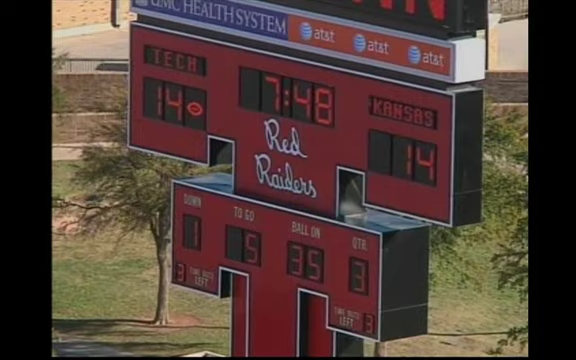 UMC HEALTH SYSTEM
at&t at&t at&t
TECH
14
7:48
KANSAS
14
Red
Raiders
DOWN
1
TO GO
5
BALL ON
35
QTR.
3
3 TIME OUTS
LEFT
TIME OUTS
LEFT 3